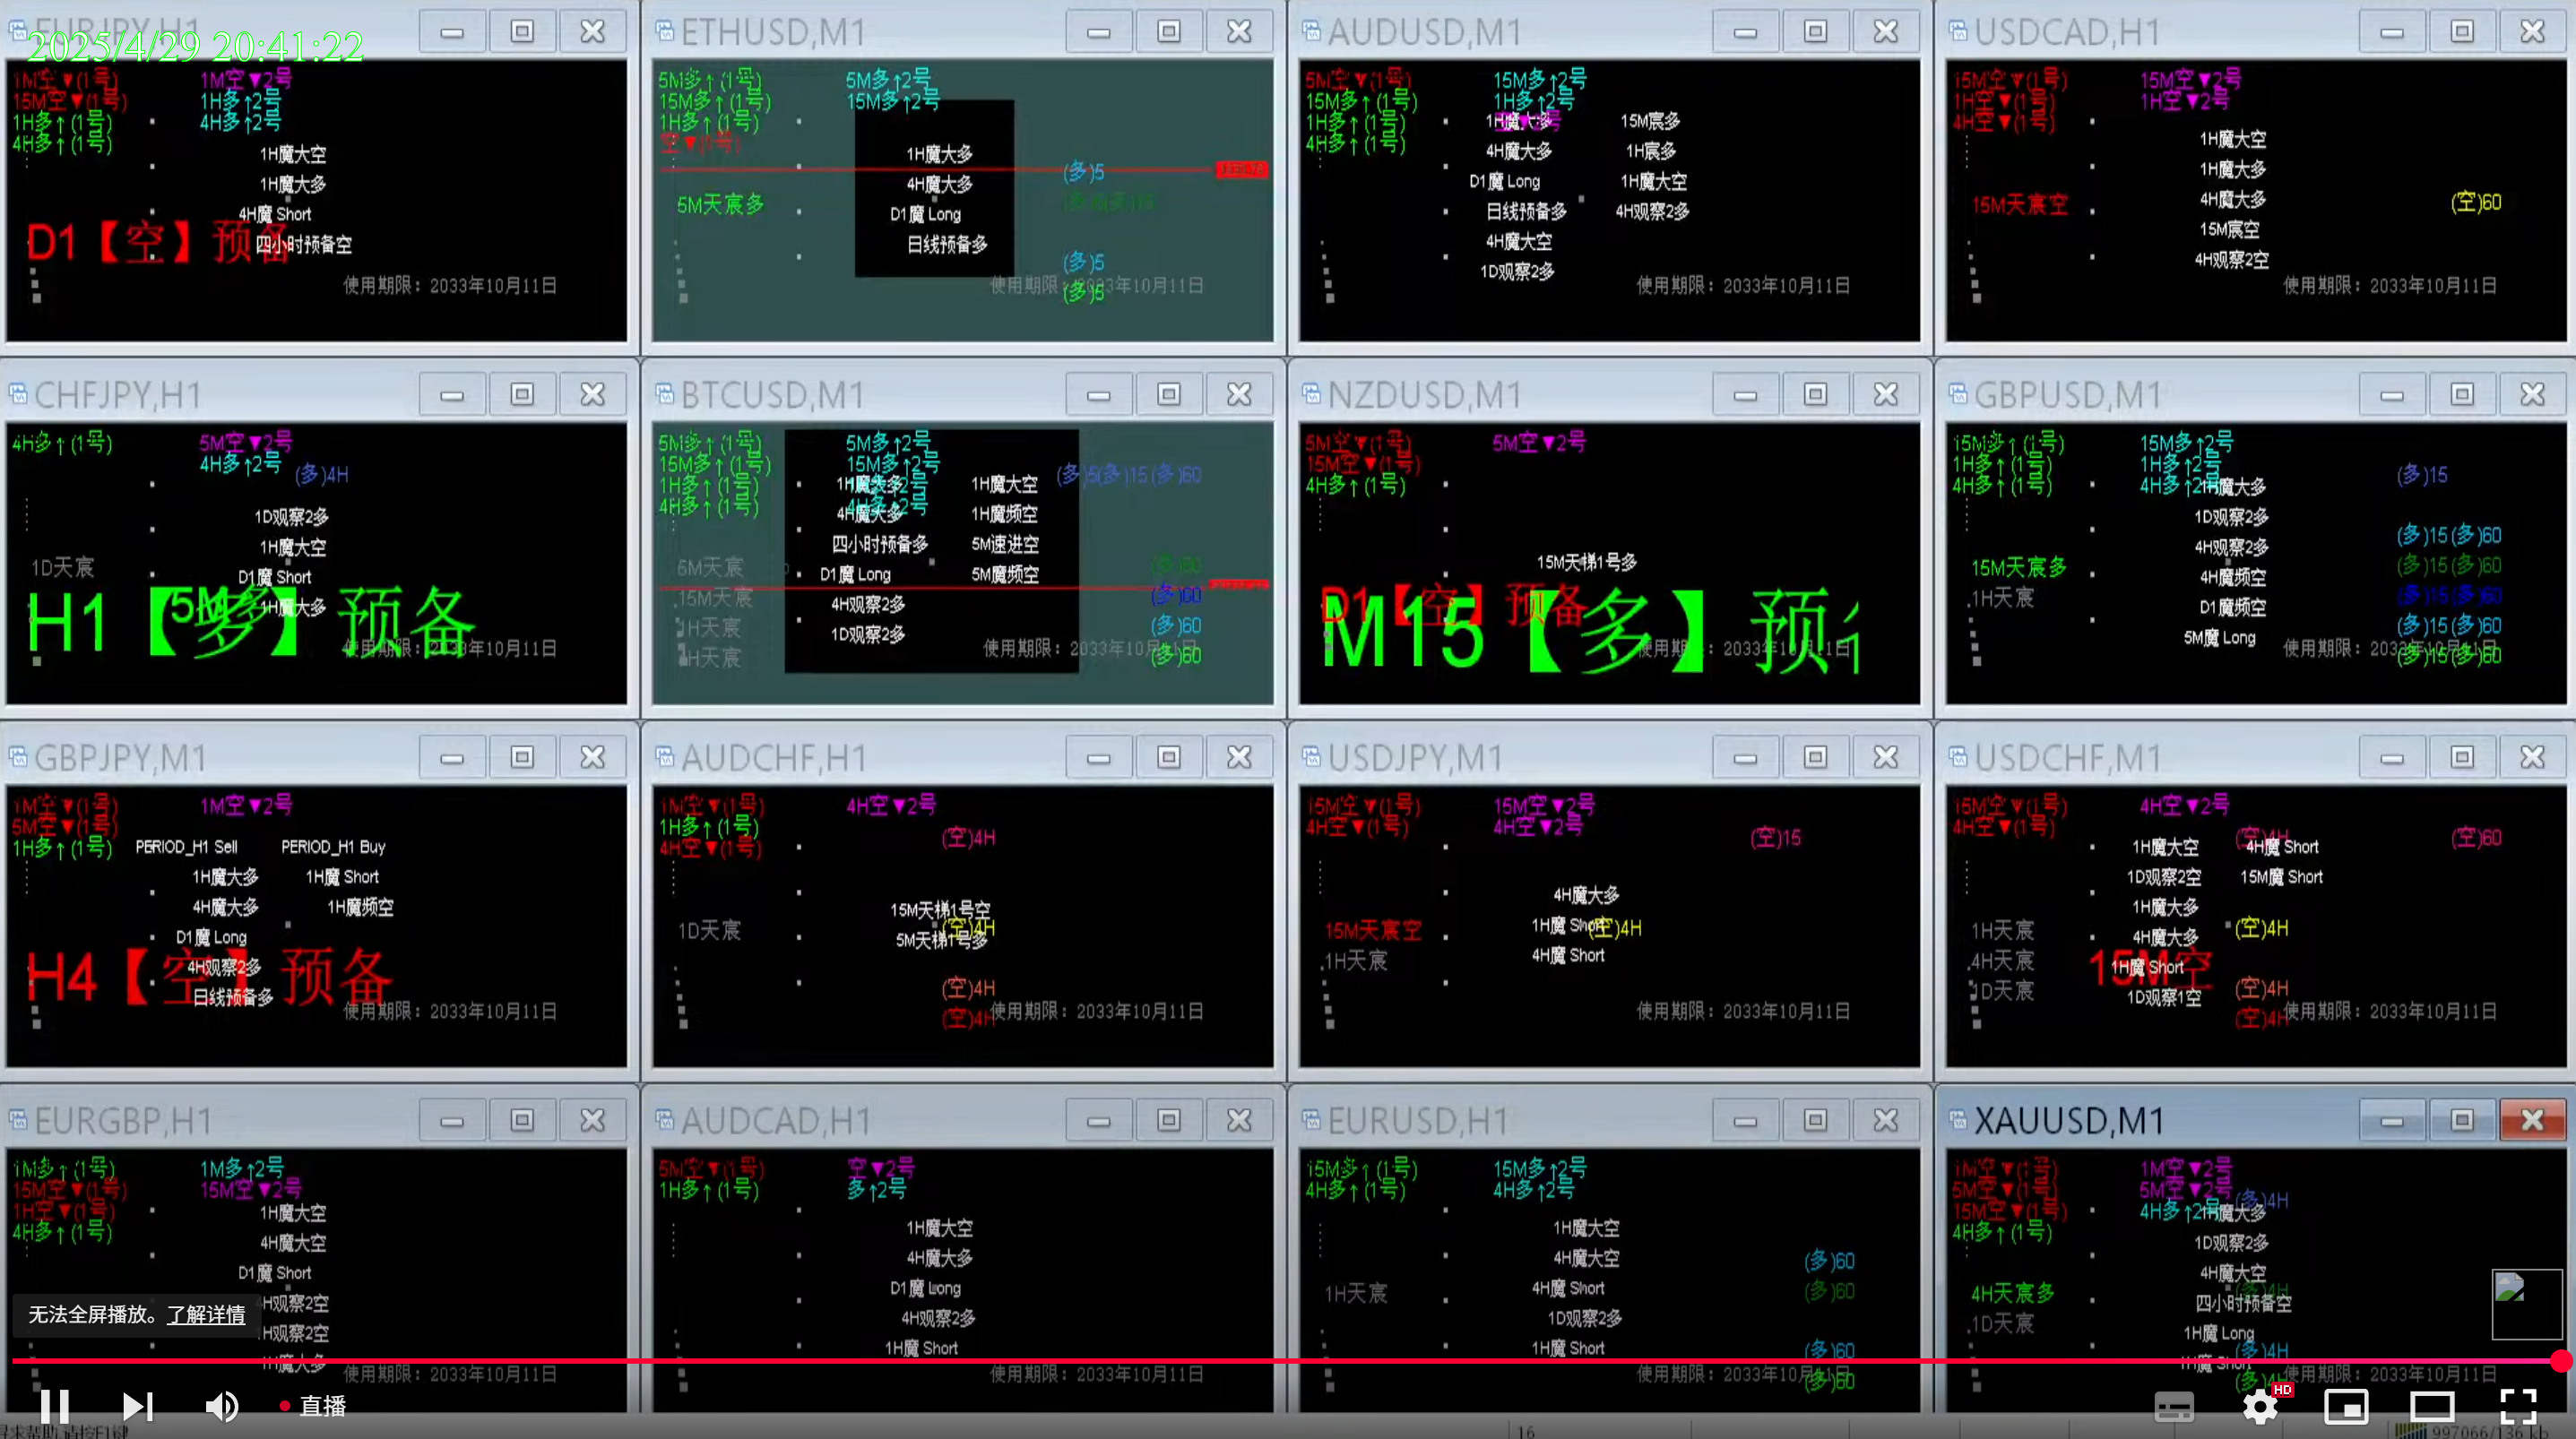 EURJPY,H1
2025/4/29 20:41:22
1M空▼(1号)
15M空▼(1号)
1H多↑(1号)
4H多↑(1号)
1M空▼2号
1H多↑2号
4H多↑2号
1H魔大空
1H魔大多
4H魔 Short
四小时预备空
D1【空】预备
使用期限：2033年10月11日
ETHUSD,M1
5M多↑(1号)
15M多↑(1号)
1H多↑(1号)
空▼(1号)
5M多↑2号
15M多↑2号
5M天宸多
1H魔大多
4H魔大多
D1魔 Long
日线预备多
(多)5
(多)5
(多)5
使用期限：2033年10月11日
AUDUSD,M1
5M空▼(1号)
15M多↑(1号)
1H多↑(1号)
4H多↑(1号)
15M多↑2号
1H多↑2号
1H魔大多
4H魔大多
D1魔 Long
日线预备多
4H魔大空
1D观察2多
15M宸多
1H宸多
1H魔大空
4H观察2多
使用期限：2033年10月11日
USDCAD,H1
15M空▼(1号)
1H空▼(1号)
4H空▼(1号)
15M空▼2号
1H空▼2号
15M天宸空
1H魔大空
1H魔大多
4H魔大多
15M宸空
4H观察2空
(空)60
使用期限：2033年10月11日
CHFJPY,H1
4H多↑(1号)
5M空▼2号
4H多↑2号
(多)4H
1D天宸
1D观察2多
1H魔大空
D1魔 Short
1H魔大多
H1【多】预备
5M多
使用期限：2033年10月11日
BTCUSD,M1
5M多↑(1号)
15M多↑(1号)
1H多↑(1号)
4H多↑(1号)
5M多↑2号
15M多↑2号
1H多↑2号
4H多↑2号
1H魔大多
4H魔大多
四小时预备多
D1魔 Long
4H观察2多
1D观察2多
1H魔大空
1H魔频空
5M速进空
5M魔频空
(多)5(多)15(多)60
5M天宸
15M天宸
1H天宸
4H天宸
(多)60
(多)60
(多)60
(多)60
使用期限：2033年10月11日
NZDUSD,M1
5M空▼(1号)
15M空▼(1号)
4H多↑(1号)
5M空▼2号
15M天梯1号多
D1【空】预备
M15【多】预
使用期限：2033年10月11日
GBPUSD,M1
15M多↑(1号)
1H多↑(1号)
4H多↑(1号)
15M多↑2号
1H多↑2号
4H多↑2号
15M天宸多
1H天宸
1H魔大多
1D观察2多
4H观察2多
4H魔频空
D1魔频空
5M魔 Long
(多)15
(多)15(多)60
(多)15(多)60
(多)15(多)60
(多)15(多)60
(多)15(多)60
使用期限：2033年10月11日
GBPJPY,M1
1M空▼(1号)
5M空▼(1号)
1H多↑(1号)
1M空▼2号
PERIOD_H1 Sell
PERIOD_H1 Buy
1H魔大多
1H魔 Short
4H魔大多
1H魔频空
D1魔 Long
4H观察2多
日线预备多
H4【空】预备
使用期限：2033年10月11日
AUDCHF,H1
1M空▼(1号)
1H多↑(1号)
4H空▼(1号)
4H空▼2号
(空)4H
1D天宸
15M天梯1号空
(空)4H
5M天梯1号多
(空)4H
(空)4H
使用期限：2033年10月11日
USDJPY,M1
15M空▼(1号)
4H空▼(1号)
15M空▼2号
4H空▼2号
(空)15
15M天宸空
1H天宸
4H魔大多
1H魔 Short
(空)4H
4H魔 Short
使用期限：2033年10月11日
USDCHF,M1
15M空▼(1号)
4H空▼(1号)
4H空▼2号
(空)4H
(空)60
1H魔大空
4H魔 Short
1D观察2空
15M魔 Short
1H魔大多
4H魔大多
1H魔 Short
1D观察1空
1H天宸
4H天宸
1D天宸
15M空
(空)4H
(空)4H
(空)4H
使用期限：2033年10月11日
EURGBP,H1
1M多↑(1号)
15M空▼(1号)
1H空▼(1号)
4H多↑(1号)
1M多↑2号
15M空▼2号
1H魔大空
4H魔大空
D1魔 Short
4H观察2空
1H观察2空
1H魔大多
使用期限：2033年10月11日
AUDCAD,H1
5M空▼(1号)
1H多↑(1号)
空▼2号
多↑2号
1H魔大空
4H魔大多
D1魔 Long
4H观察2多
1H魔 Short
使用期限：2033年10月11日
EURUSD,H1
15M多↑(1号)
4H多↑(1号)
15M多↑2号
4H多↑2号
1H天宸
1H魔大空
4H魔大空
4H魔 Short
1D观察2多
1H魔 Short
(多)60
(多)60
(多)60
(多)60
使用期限：2033年10月11日
XAUUSD,M1
1M空▼(1号)
5M空▼(1号)
15M空▼(1号)
4H多↑(1号)
1M空▼2号
5M空▼2号
4H多↑2号
(多)4H
4H天宸多
1D天宸
1H魔大多
1D观察2多
4H魔大空
四小时预备空
1H魔 Long
1H魔 Short
(多)4H
(多)4H
(多)4H
使用期限：2033年10月11日
无法全屏播放。了解详情
直播
HD
寻求帮助,请按F1键
16
997066/136 kb